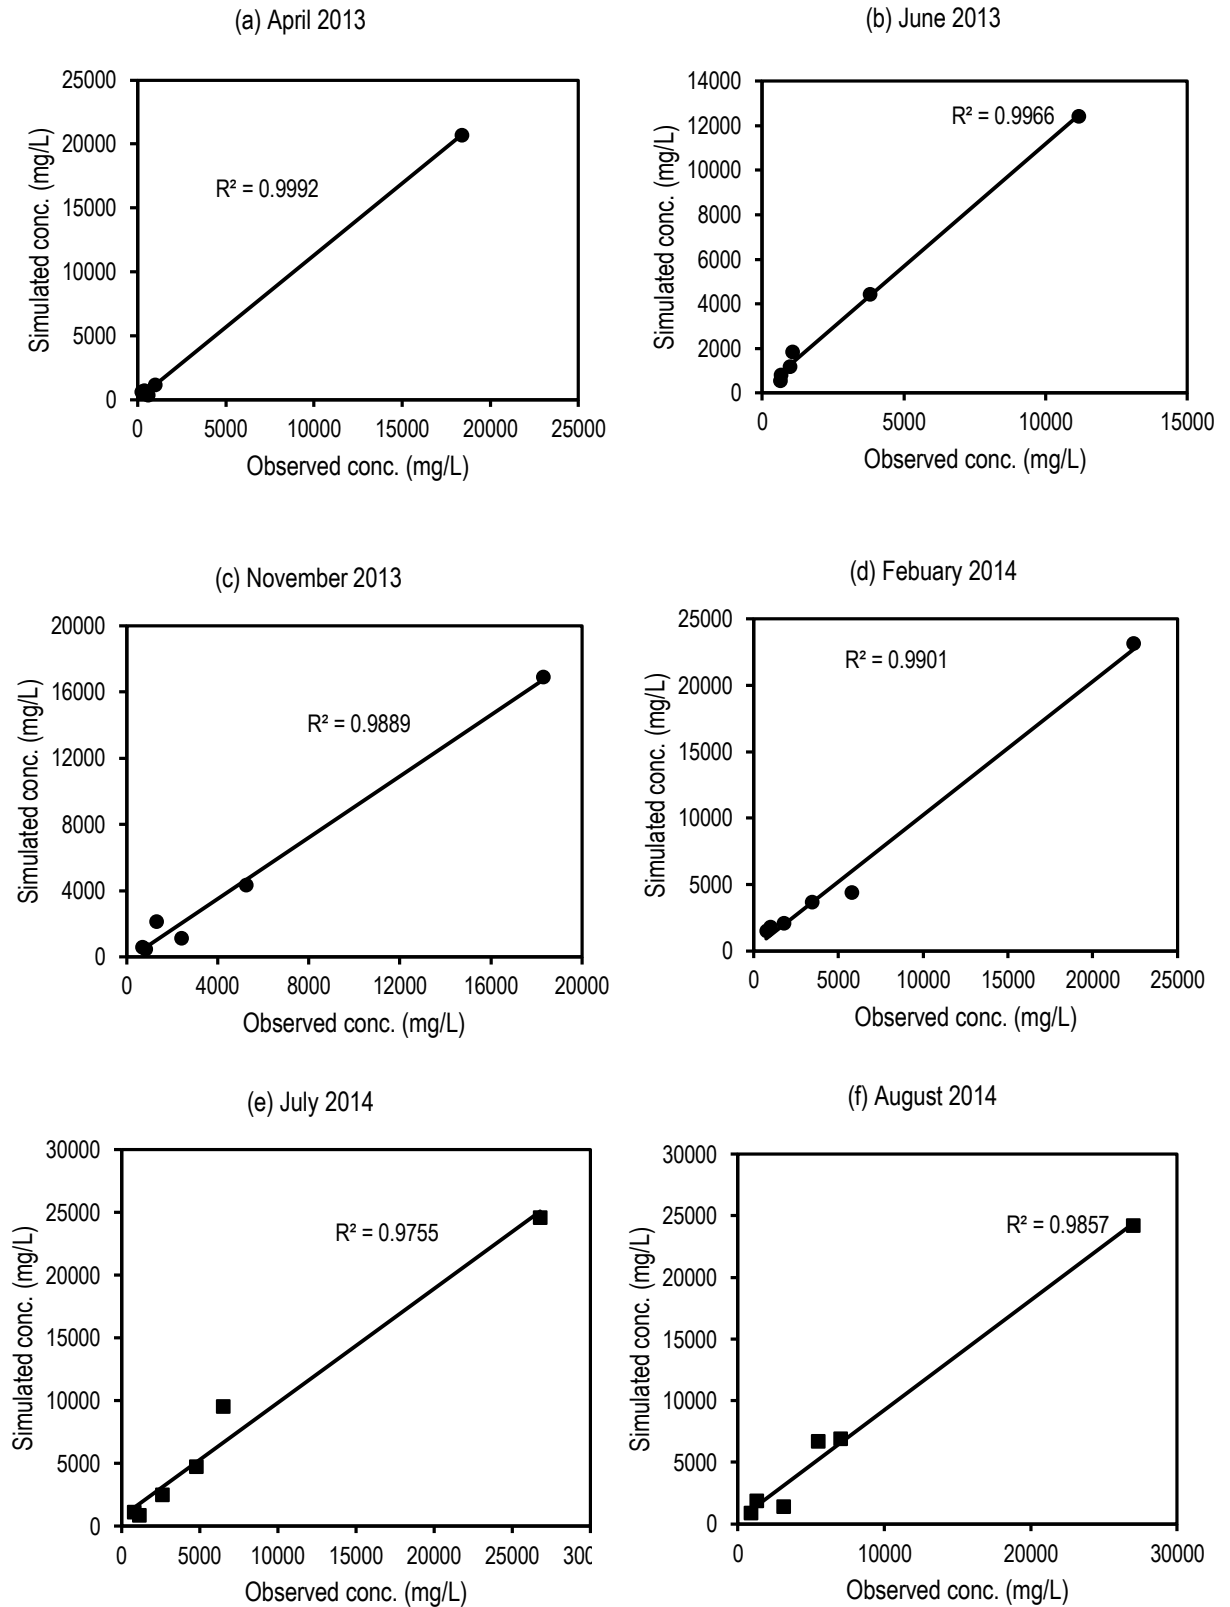 (a) April 2013
25000
20000
15000
10000
5000
0
Simulated conc. (mg/L)
R² = 0.9992
0 5000 10000 15000 20000 25000
Observed conc. (mg/L)
(b) June 2013
14000
12000
10000
8000
6000
4000
2000
0
Simulated conc. (mg/L)
R² = 0.9966
0 5000 10000 15000
Observed conc. (mg/L)
(c) November 2013
20000
16000
12000
8000
4000
0
Simulated conc. (mg/L)
R² = 0.9889
0 4000 8000 12000 16000 20000
Observed conc. (mg/L)
(d) Febuary 2014
25000
20000
15000
10000
5000
0
Simulated conc. (mg/L)
R² = 0.9901
0 5000 10000 15000 20000 25000
Observed conc. (mg/L)
(e) July 2014
30000
25000
20000
15000
10000
5000
0
Simulated conc. (mg/L)
R² = 0.9755
0 5000 10000 15000 20000 25000
Observed conc. (mg/L)
(f) August 2014
30000
25000
20000
15000
10000
5000
0
Simulated conc. (mg/L)
R² = 0.9857
0 10000 20000 30000
Observed conc. (mg/L)